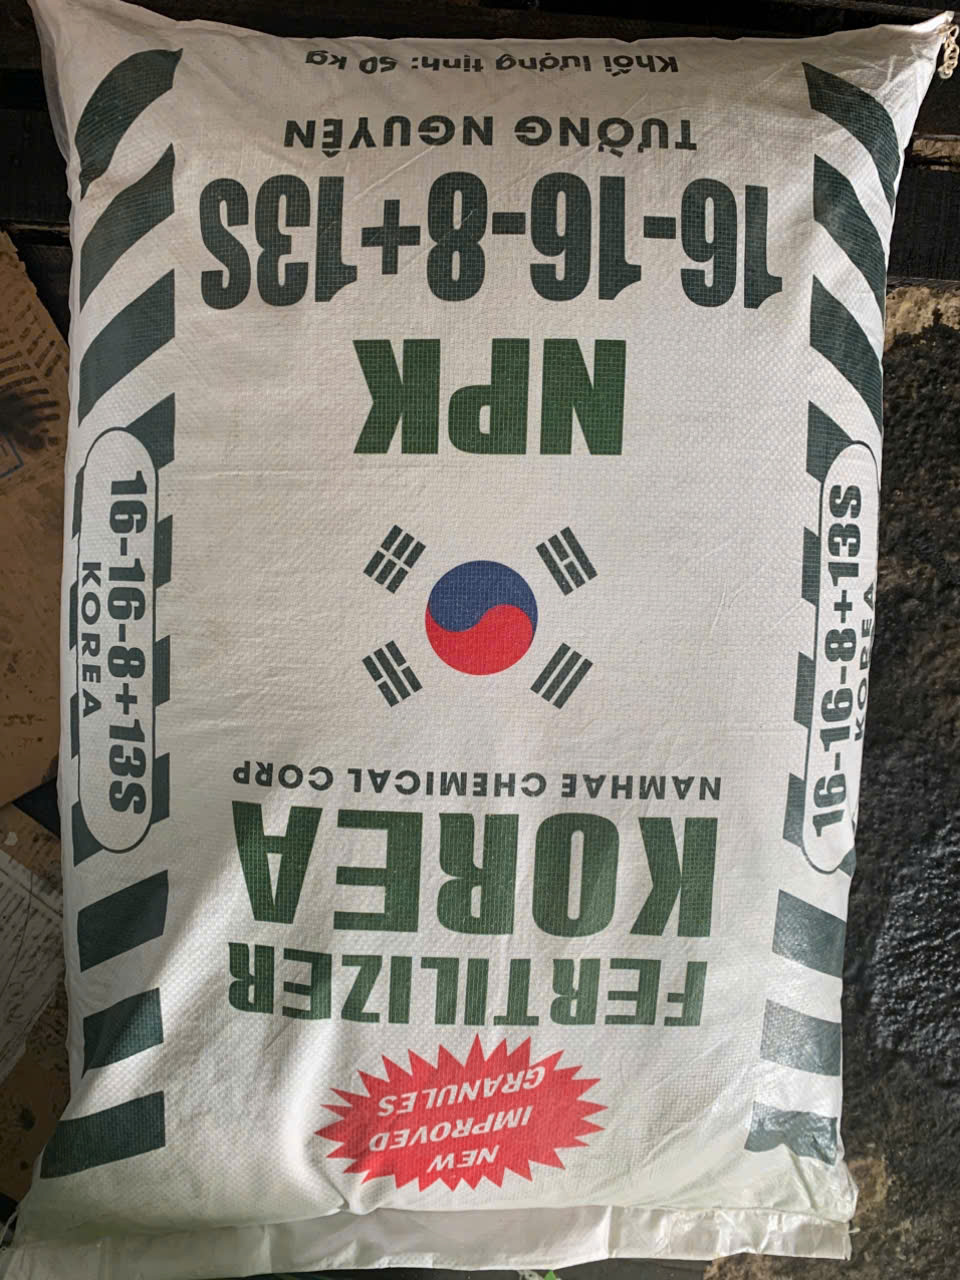 NEW
IMPROVED
GRANULES
FERTILIZER
KOREA
NAMHAE CHEMICAL CORP
NPK
16-16-8+13S
TƯỜNG NGUYÊN
Khối lượng tịnh: 50 kg
16-16-8+13S
KOREA
16-16-8+13S
KOREA